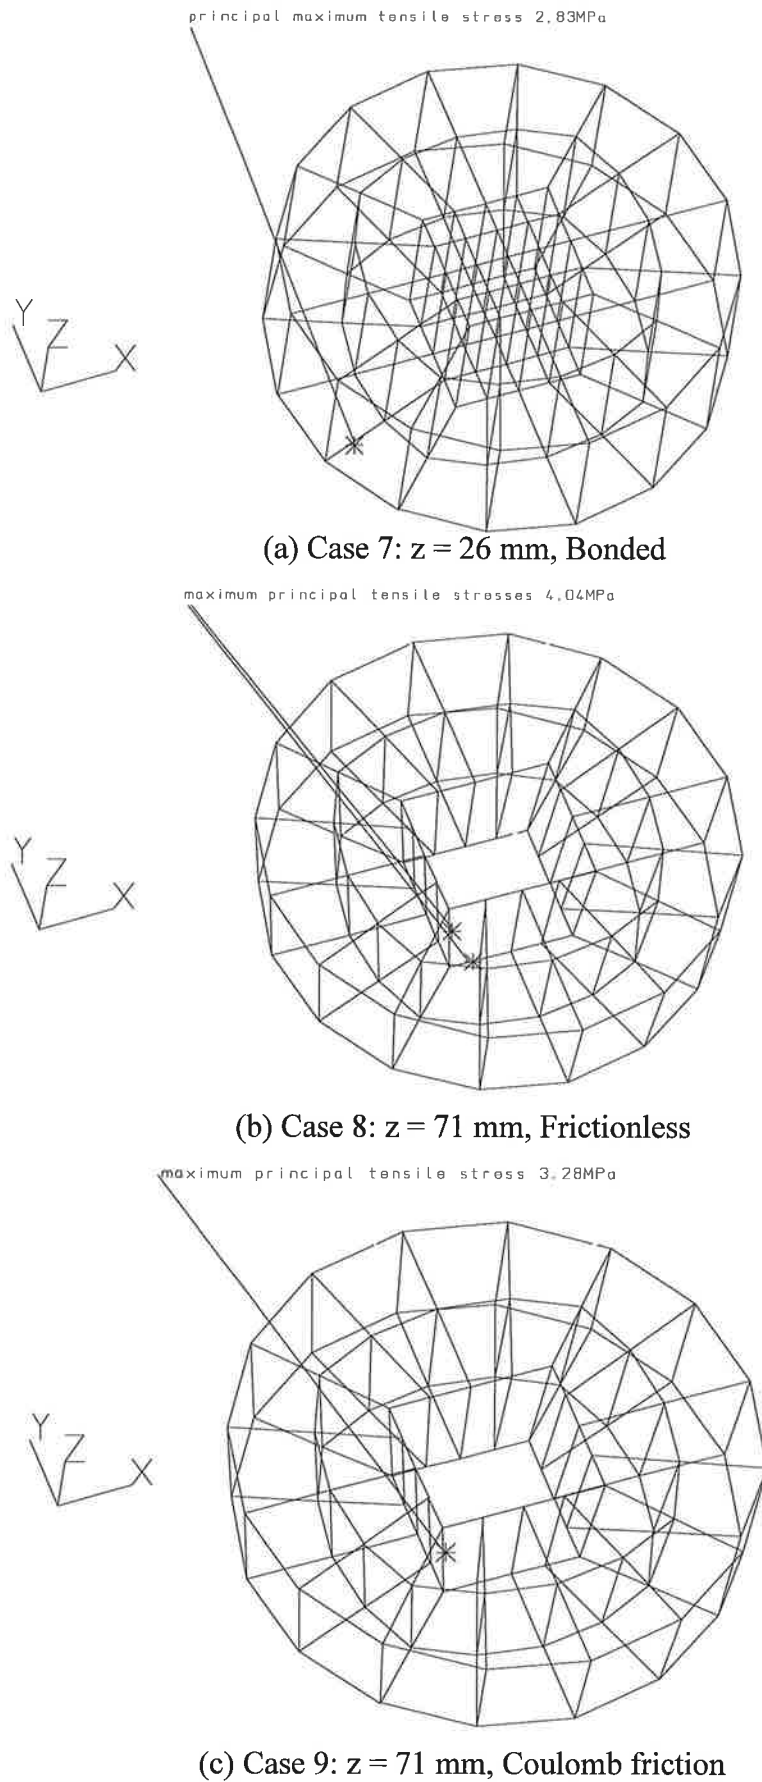 principal maximum tensile stress 2.83MPa
Y
Z
X
(a) Case 7: z = 26 mm, Bonded
maximum principal tensile stresses 4.04MPa
Y
Z
X
(b) Case 8: z = 71 mm, Frictionless
maximum principal tensile stress 3.28MPa
Y
Z
X
(c) Case 9: z = 71 mm, Coulomb friction